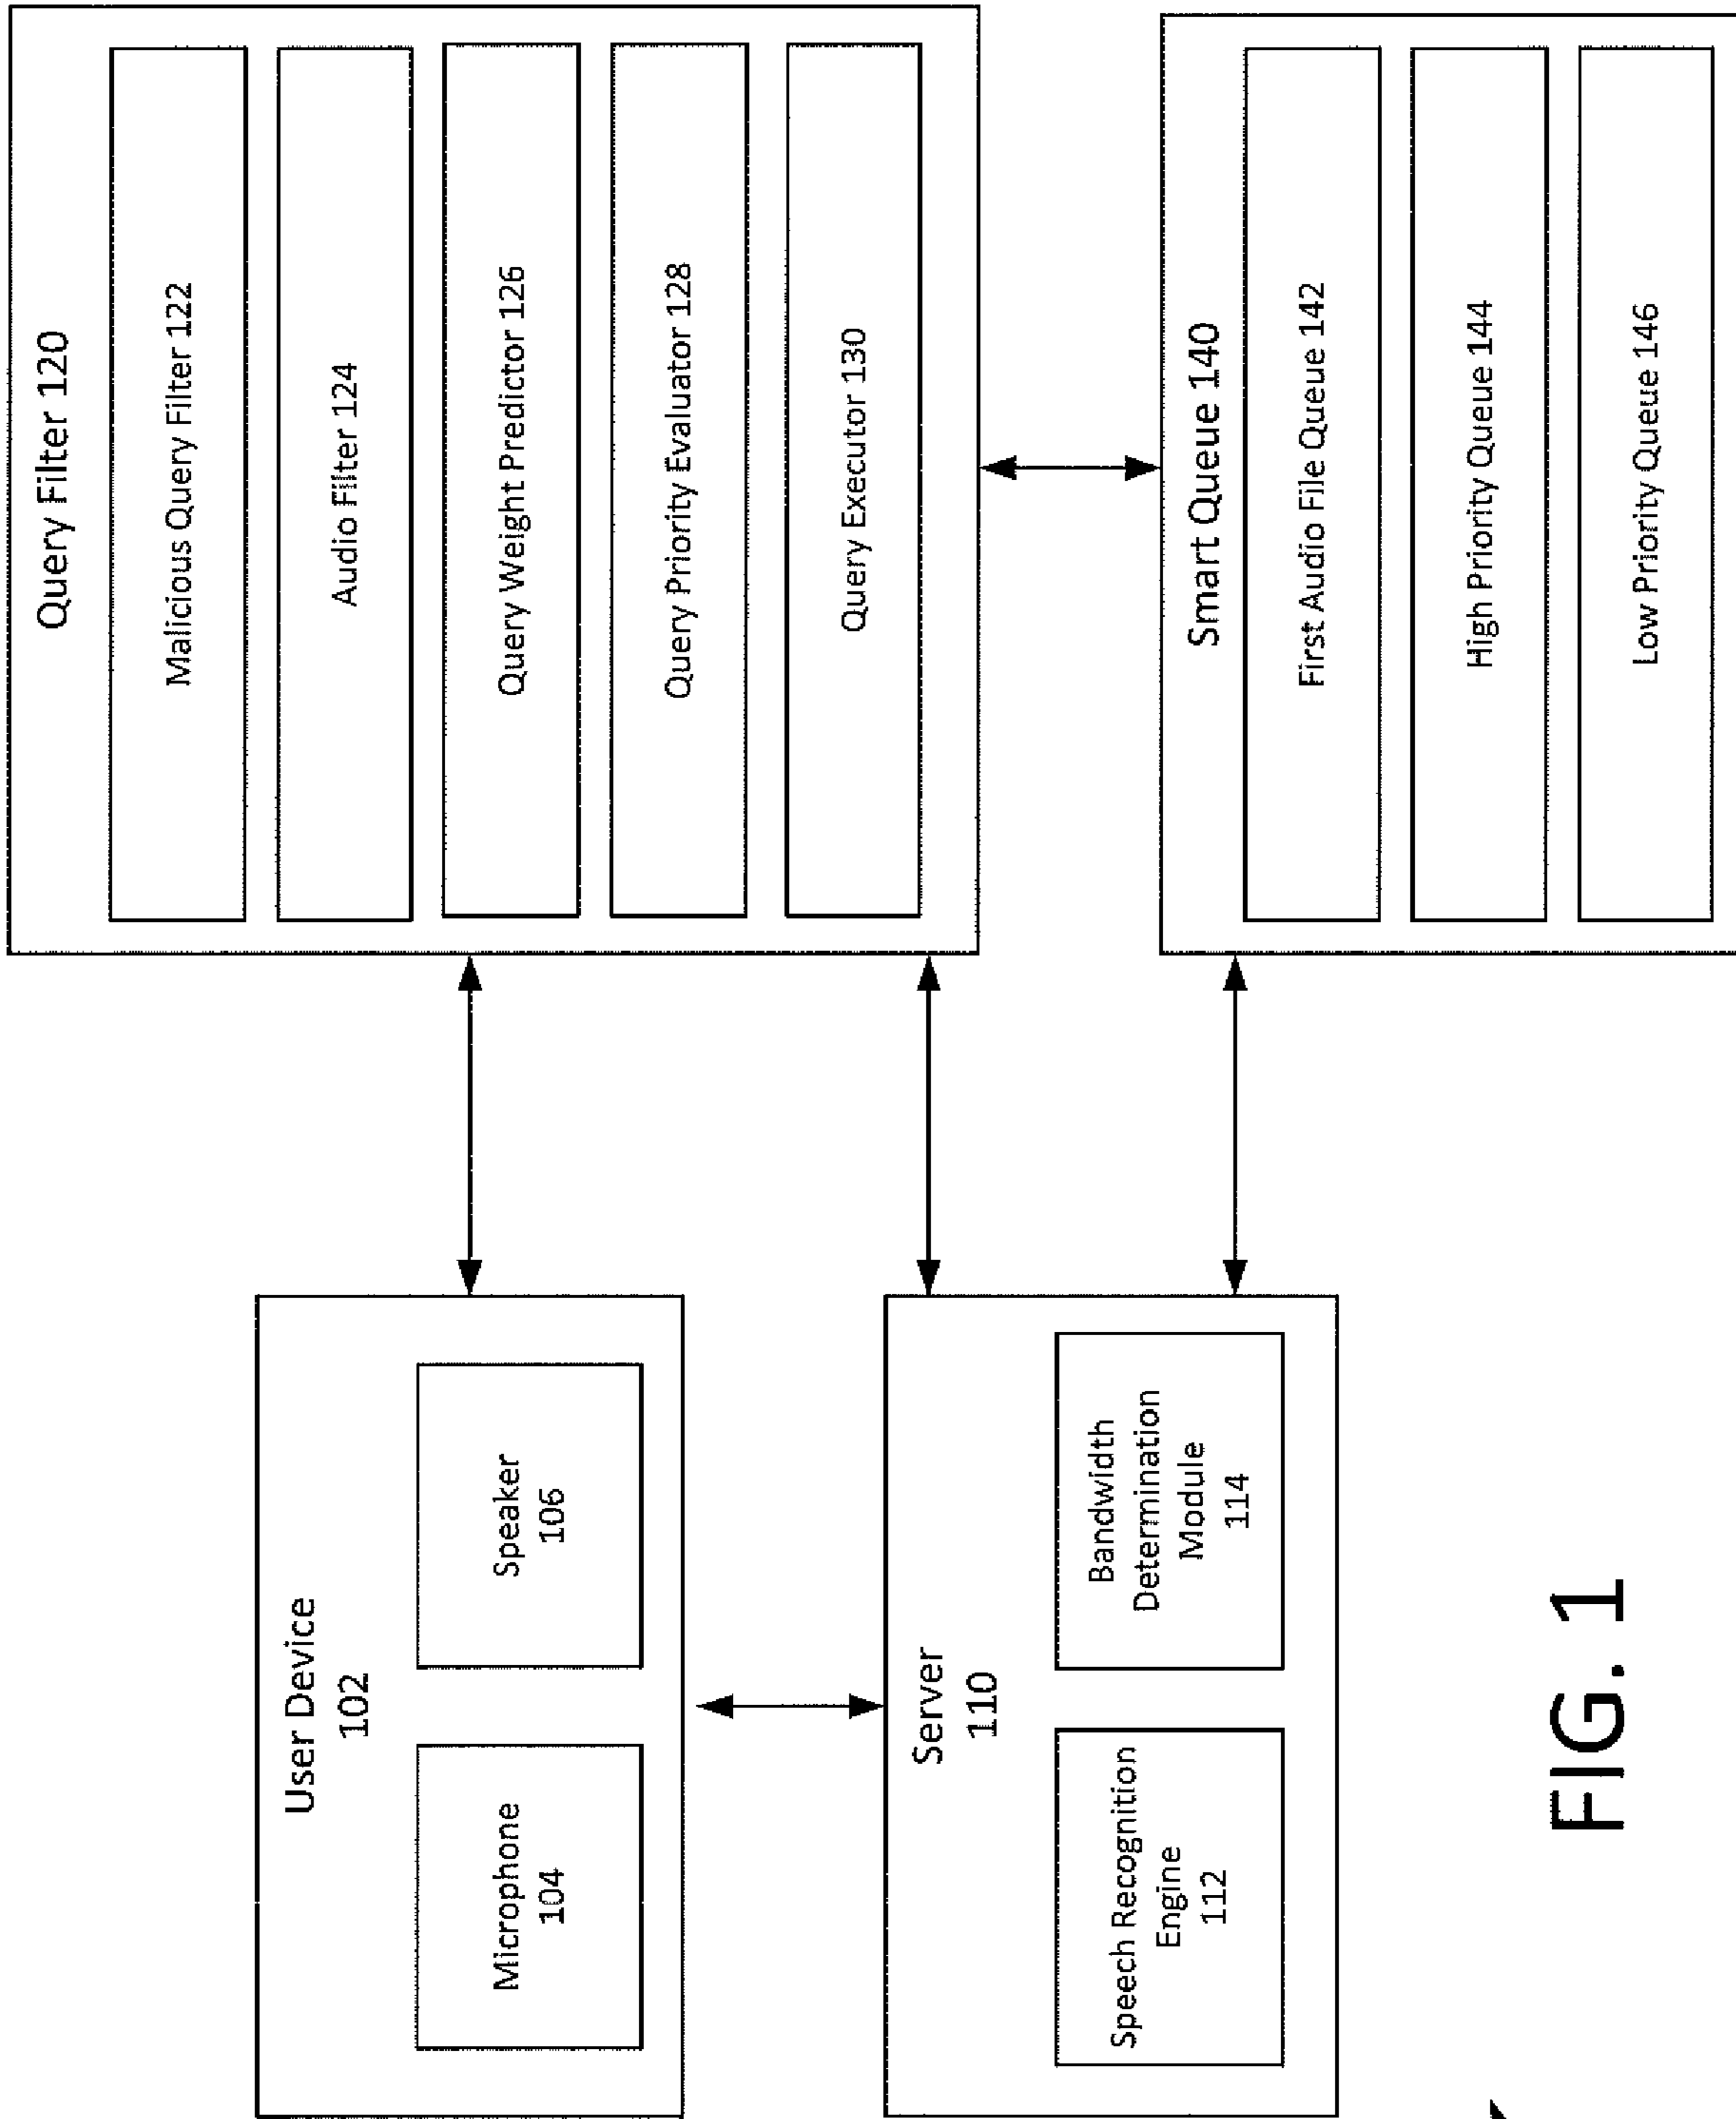 User Device
102
Microphone
104
Speaker
106
Server
110
Speech Recognition
Engine
112
Bandwidth
Determination
Module
114
Query Filter 120
Malicious Query Filter 122
Audio Filter 124
Query Weight Predictor 126
Query Priority Evaluator 128
Query Executor 130
Smart Queue 140
First Audio File Queue 142
High Priority Queue 144
Low Priority Queue 146
FIG. 1